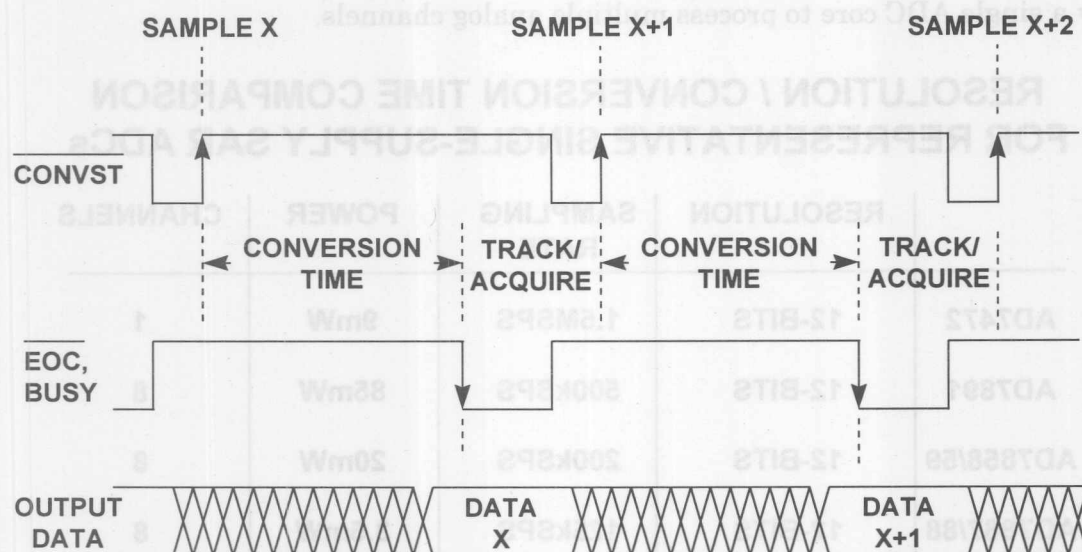 SAMPLE X SAMPLE X+1 SAMPLE X+2
CONVST
CONVERSION TIME
TRACK/ ACQUIRE
CONVERSION TIME
TRACK/ ACQUIRE
EOC,
BUSY
OUTPUT
DATA
DATA
X
DATA
X+1